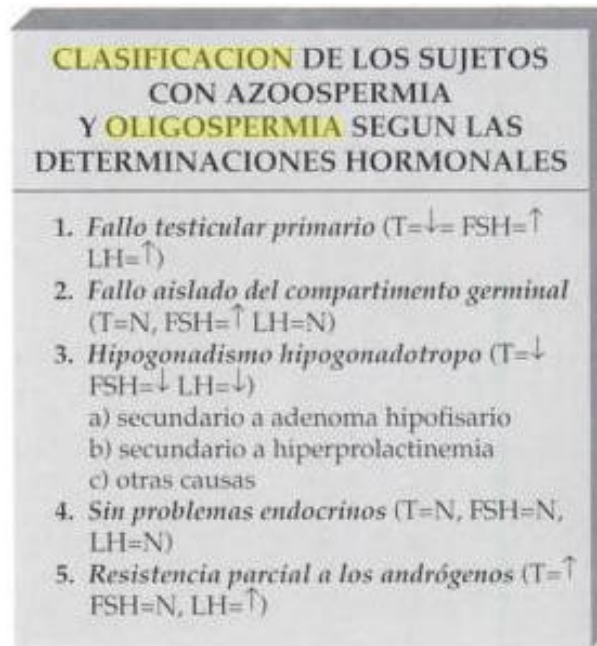 CLASIFICACION DE LOS SUJETOS
CON AZOOSPERMIA
Y OLIGOSPERMIA SEGUN LAS
DETERMINACIONES HORMONALES
1. Fallo testicular primario (T=↓= FSH=↑
LH=↑)
2. Fallo aislado del compartimento germinal
(T=N, FSH=↑ LH=N)
3. Hipogonadismo hipogonadotropo (T=↓
FSH=↓ LH=↓)
a) secundario a adenoma hipofisario
b) secundario a hiperprolactinemia
c) otras causas
4. Sin problemas endocrinos (T=N, FSH=N,
LH=N)
5. Resistencia parcial a los andrógenos (T=↑
FSH=N, LH=↑)